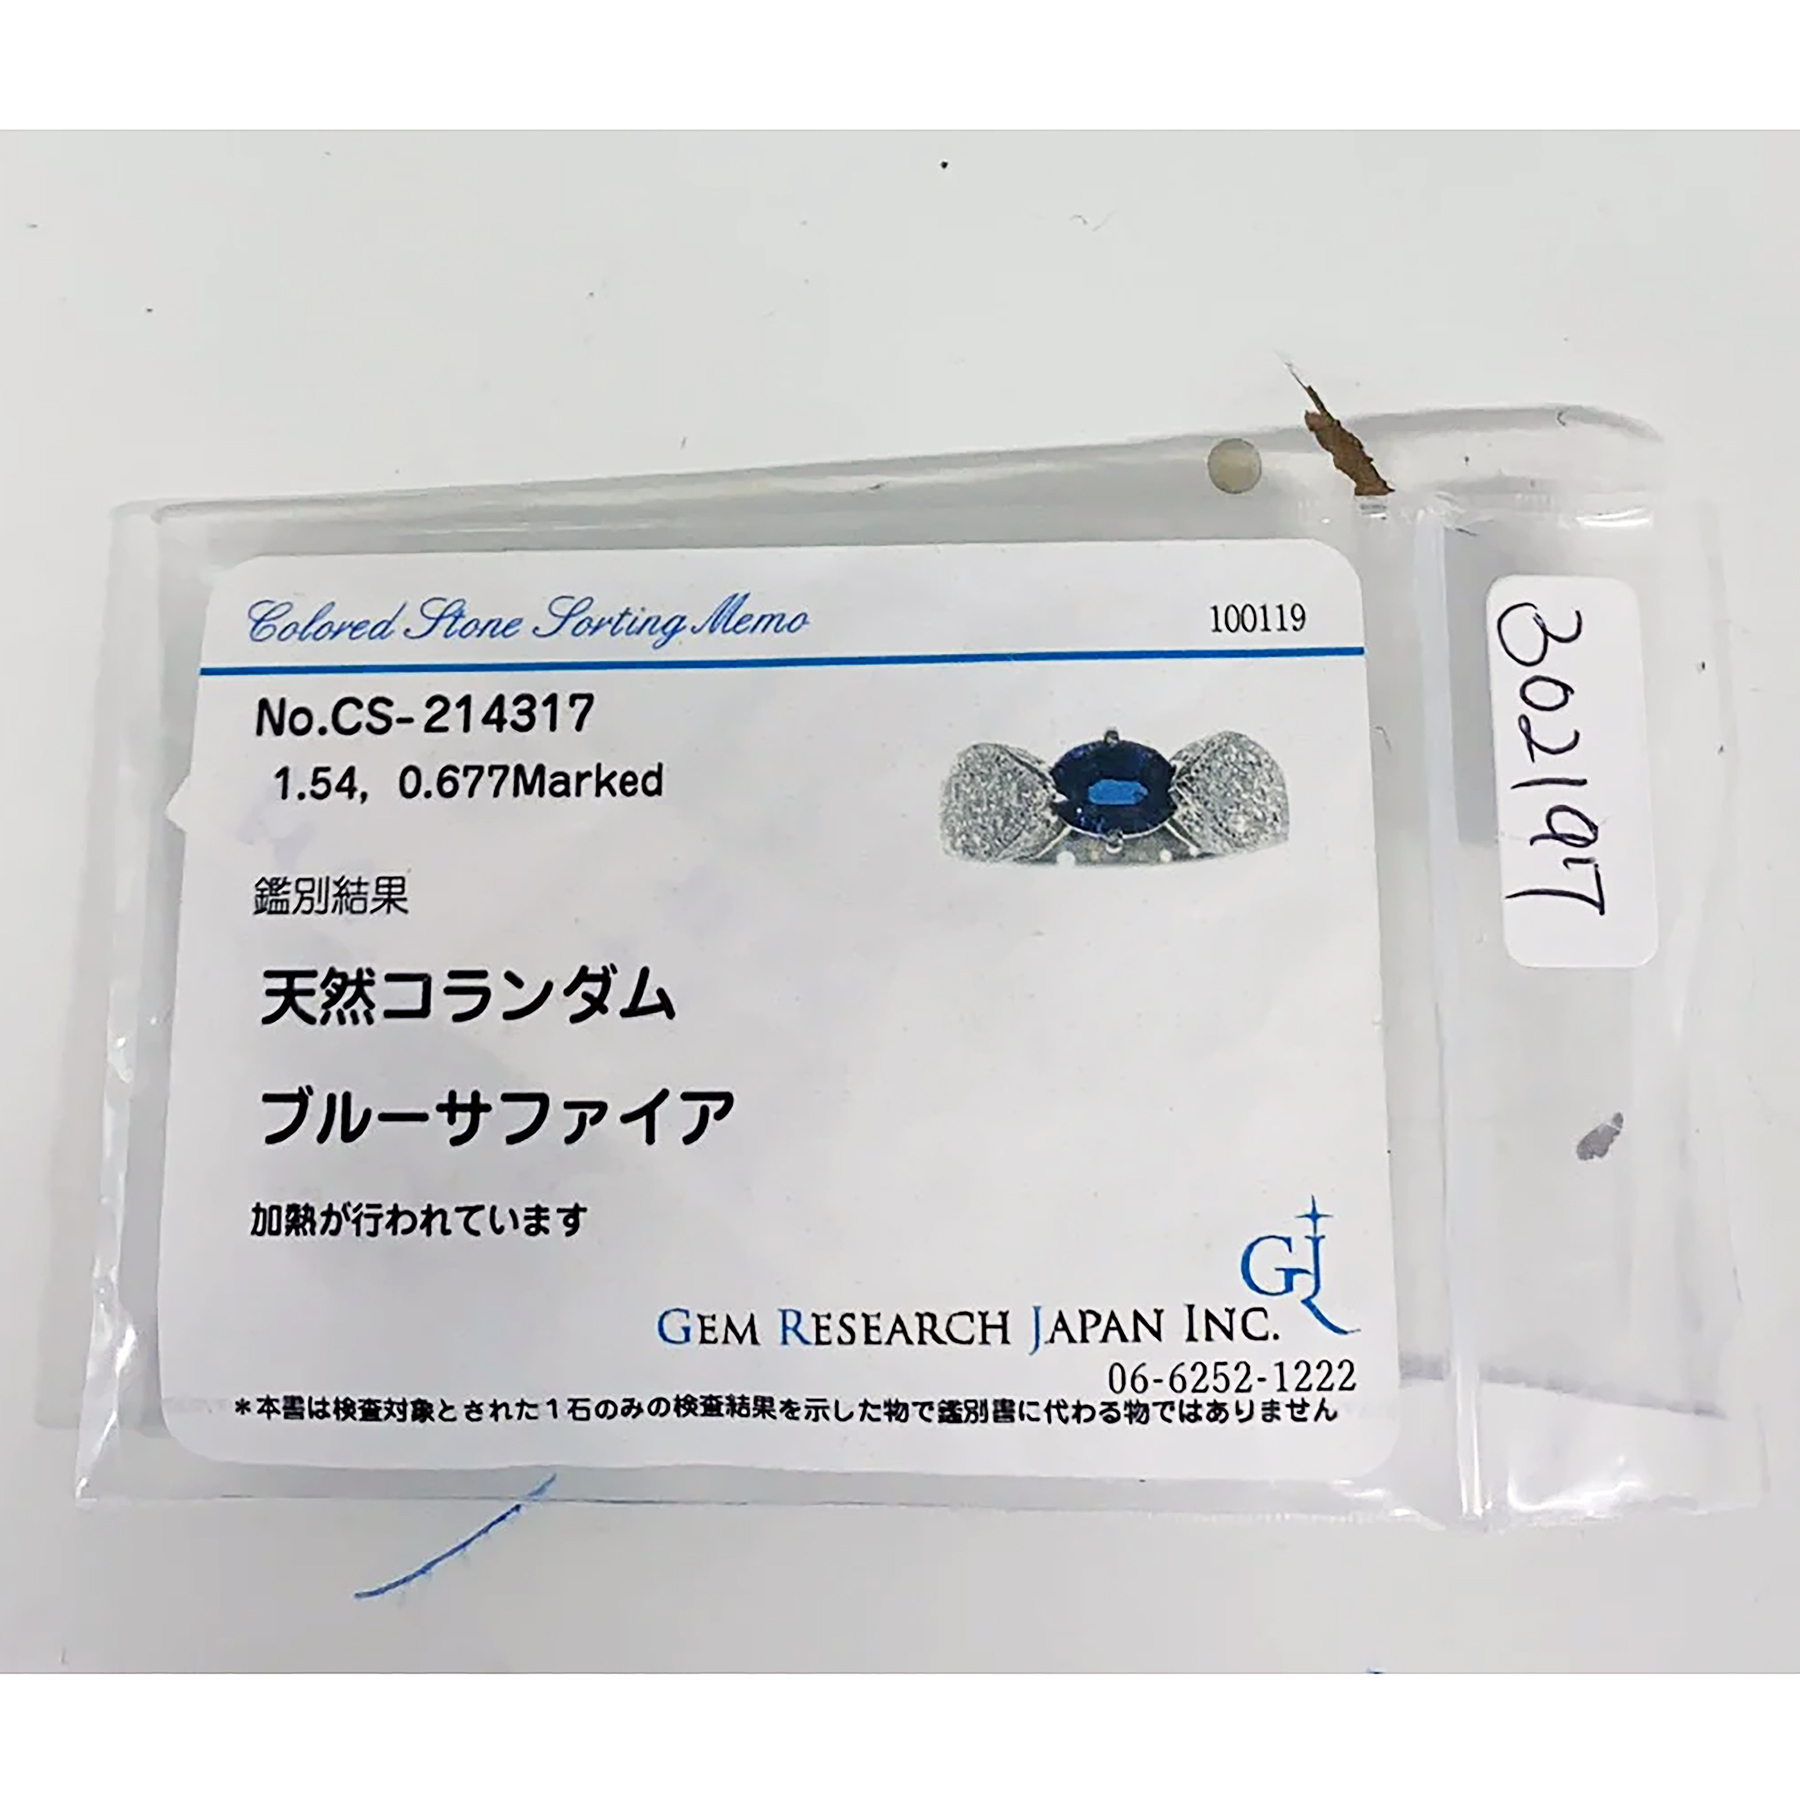 Colored Stone Sorting Memo
100119
No.CS-214317
1.54, 0.677Marked
鑑別結果
天然コランダム
ブルーサファイア
加熱が行われています
GJR
GEM RESEARCH JAPAN INC.
06-6252-1222
*本書は検査対象とされた1石のみの検査結果を示した物で鑑別書に代わる物ではありません
302197